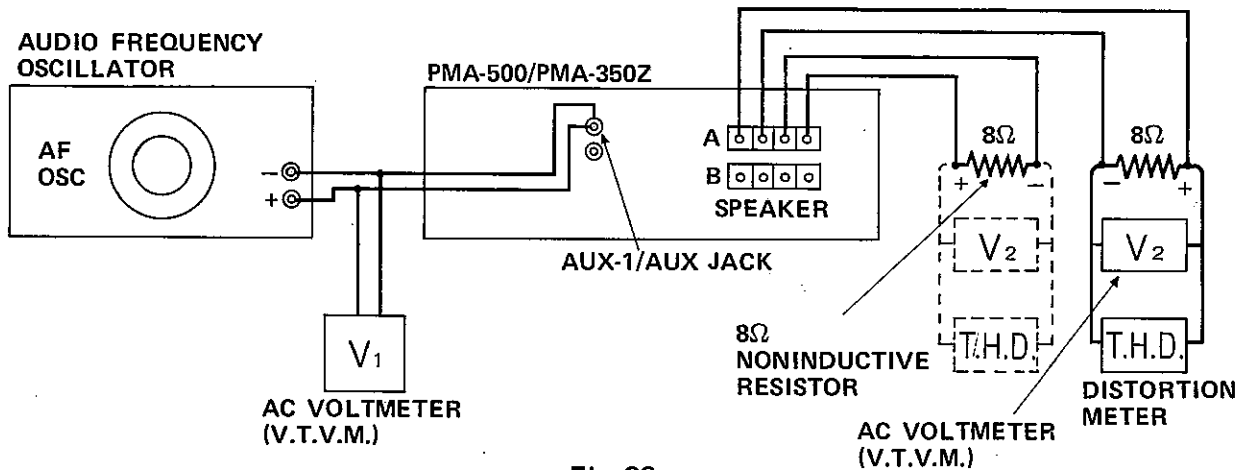 AUDIO FREQUENCY
OSCILLATOR
AF
OSC
−
+
PMA-500/PMA-350Z
A
B
SPEAKER
AUX-1/AUX JACK
V1
AC VOLTMETER
(V.T.V.M.)
8Ω
+
−
V2
T.H.D.
8Ω
NONINDUCTIVE
RESISTOR
8Ω
−
+
V2
T.H.D.
DISTORTION
METER
AC VOLTMETER
(V.T.V.M.)